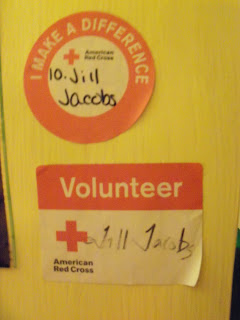 I MAKE A DIFFERENCE
American
Red Cross
10. Jill
Jacobs
Volunteer
Jill Jacobs
American
Red Cross